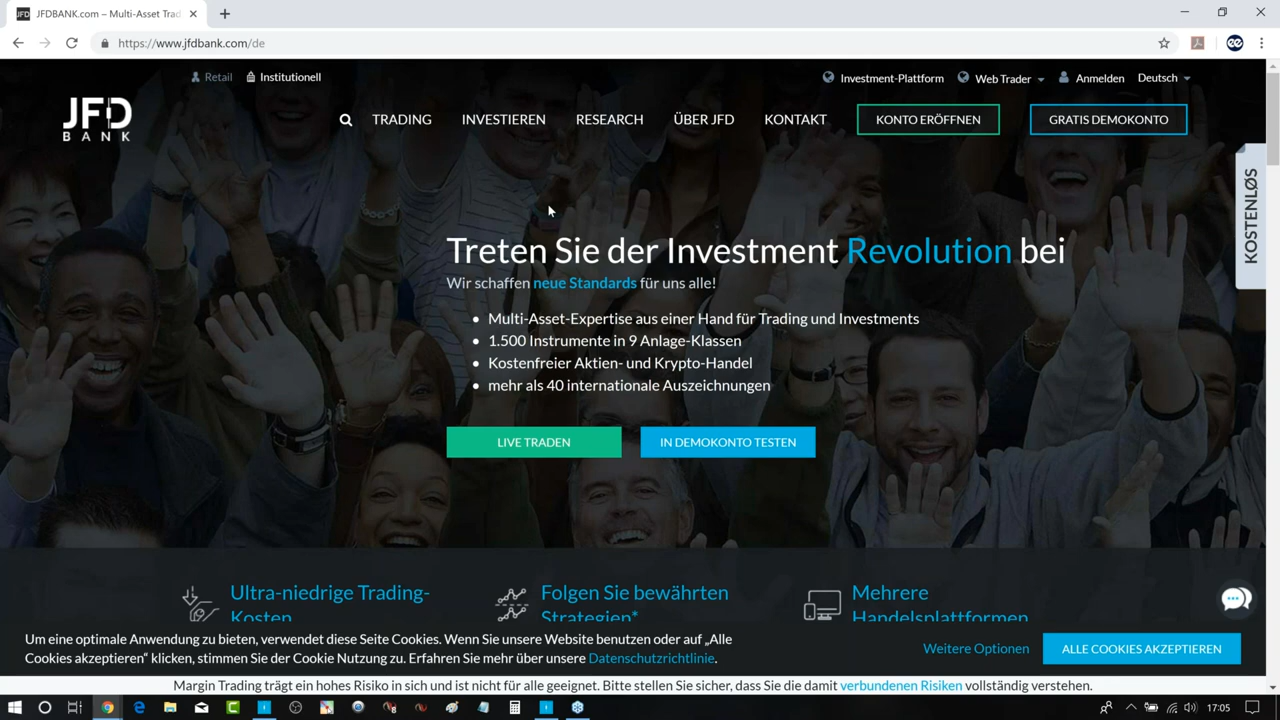 JFDBANK.com – Multi-Asset Trad
https://www.jfdbank.com/de
Retail
Institutionell
Investment-Plattform
Web Trader
Anmelden
Deutsch
JFD
BANK
TRADING
INVESTIEREN
RESEARCH
ÜBER JFD
KONTAKT
KONTO ERÖFFNEN
GRATIS DEMOKONTO
KOSTENLØS
Treten Sie der Investment Revolution bei
Wir schaffen neue Standards für uns alle!
• Multi-Asset-Expertise aus einer Hand für Trading und Investments
• 1.500 Instrumente in 9 Anlage-Klassen
• Kostenfreier Aktien- und Krypto-Handel
• mehr als 40 internationale Auszeichnungen
LIVE TRADEN
IN DEMOKONTO TESTEN
Ultra-niedrige Trading-
Kosten
Folgen Sie bewährten
Strategien*
Mehrere
Handelsplattformen
Um eine optimale Anwendung zu bieten, verwendet diese Seite Cookies. Wenn Sie unsere Website benutzen oder auf „Alle
Cookies akzeptieren“ klicken, stimmen Sie der Cookie Nutzung zu. Erfahren Sie mehr über unsere Datenschutzrichtlinie.
Weitere Optionen
ALLE COOKIES AKZEPTIEREN
Margin Trading trägt ein hohes Risiko in sich und ist nicht für alle geeignet. Bitte stellen Sie sicher, dass Sie die damit verbundenen Risiken vollständig verstehen.
17:05